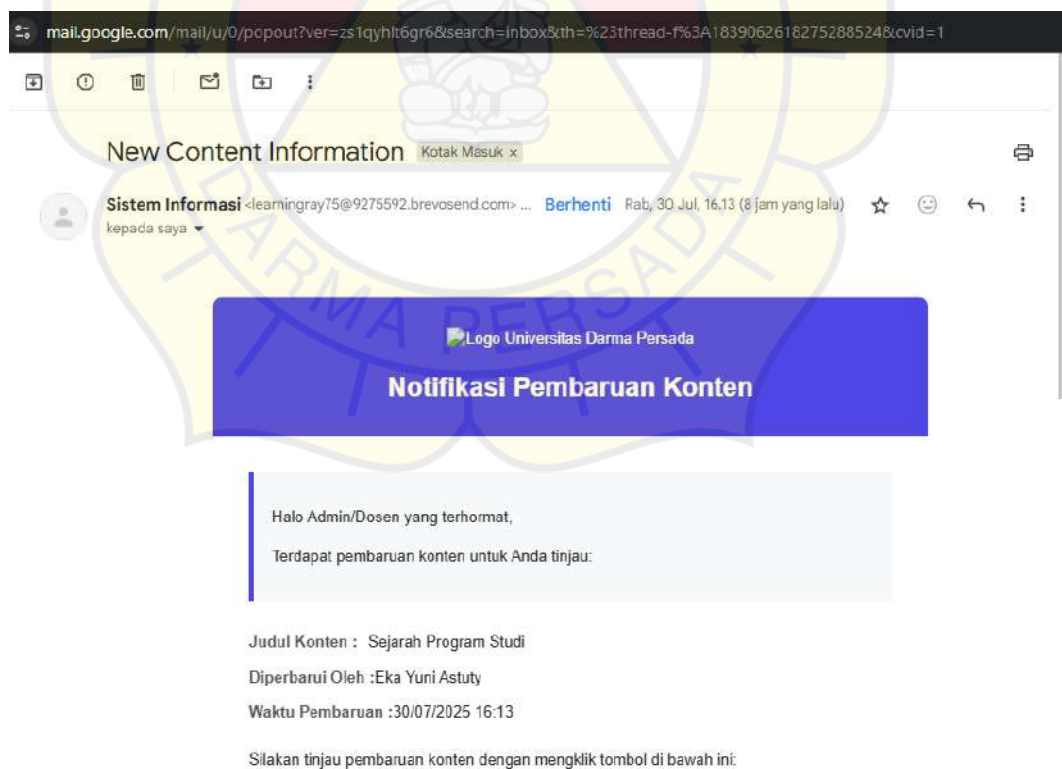 mail.google.com/mail/u/0/popout?ver=zs1qyhlt6gr6&search=inbox&th=%23thread-f%3A1839062618275288524&cvid=1
New Content Information Kotak Masuk x
Sistem Informasi <learningray75@9275592.brevosend.com> ... Berhenti Rab, 30 Jul, 16.13 (8 jam yang lalu)
kepada saya
DARMA PERSADA
Logo Universitas Darma Persada
Notifikasi Pembaruan Konten
Halo Admin/Dosen yang terhormat,
Terdapat pembaruan konten untuk Anda tinjau:
Judul Konten : Sejarah Program Studi
Diperbarui Oleh :Eka Yuni Astuty
Waktu Pembaruan :30/07/2025 16:13
Silakan tinjau pembaruan konten dengan mengklik tombol di bawah ini: